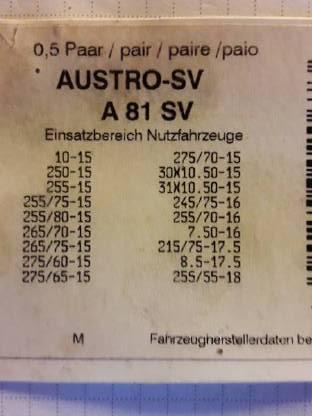 0,5 Paar / pair / paire /paio
AUSTRO-SV
A 81 SV
Einsatzbereich Nutzfahrzeuge
10-15 275/70-15
250-15 30X10.50-15
255-15 31X10.50-15
255/75-15 245/75-16
255/80-15 255/70-16
265/70-15 7.50-16
265/75-15 215/75-17.5
275/60-15 8.5-17.5
275/65-15 255/55-18
M Fahrzeugherstellerdaten be